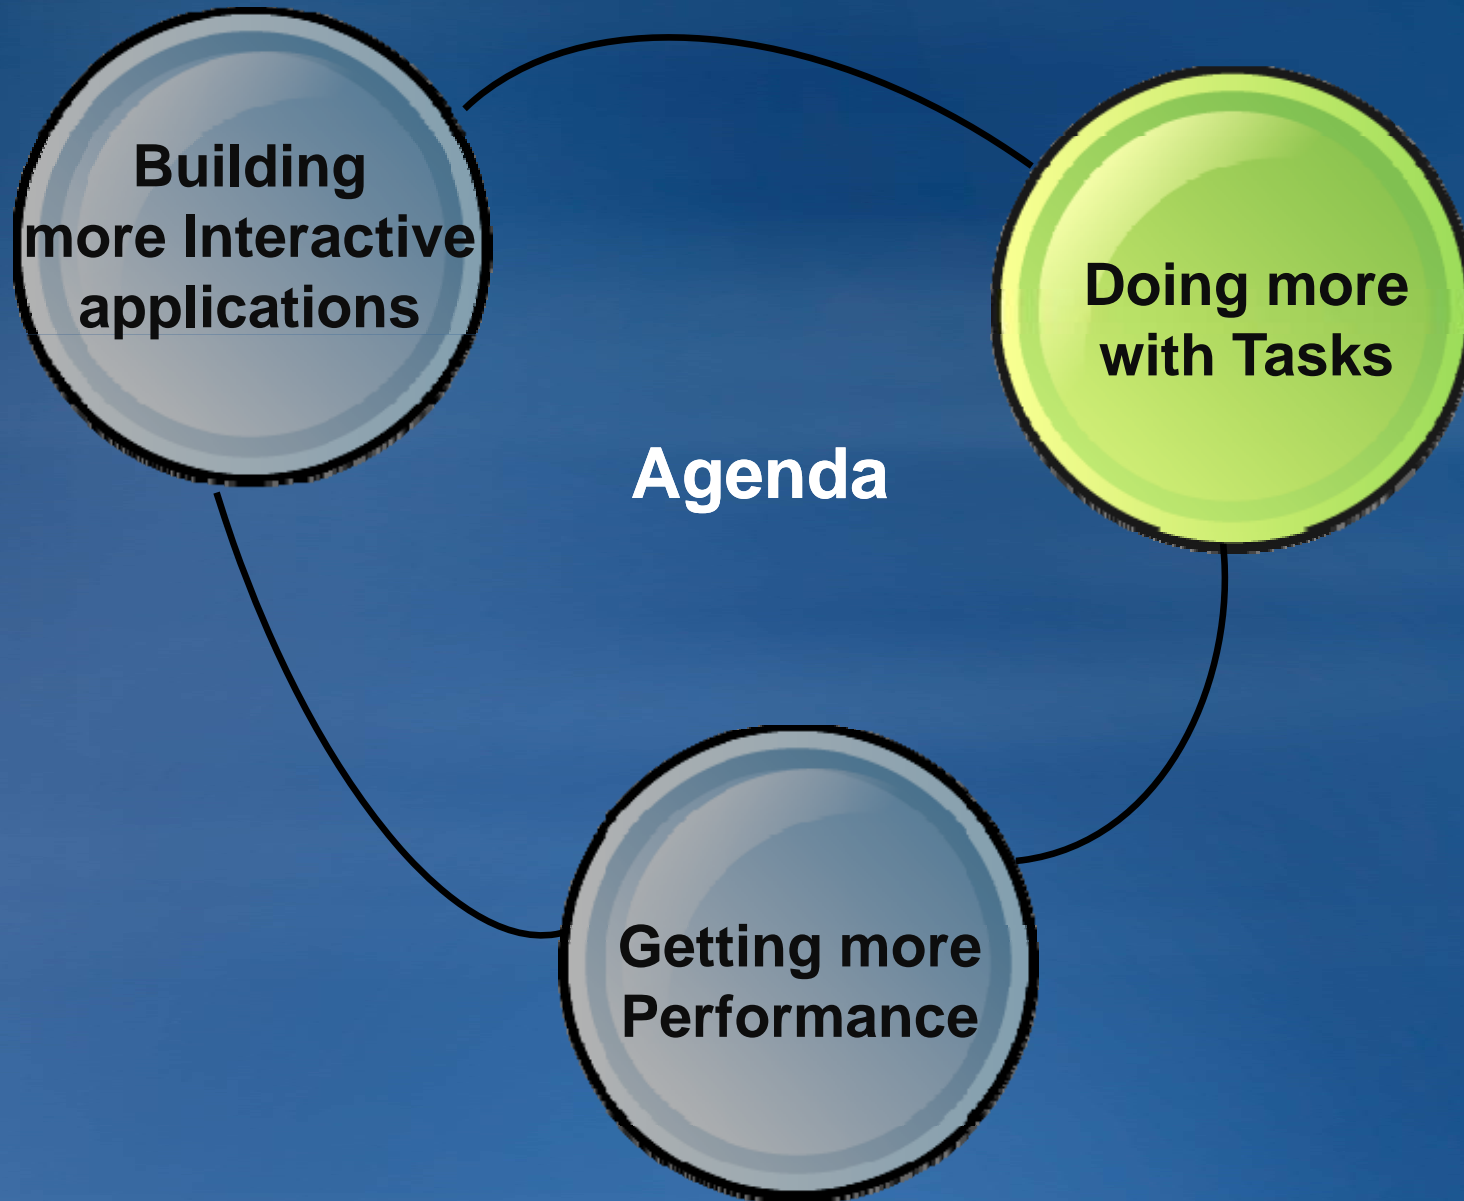 Building
more Interactive
applications
Doing more
with Tasks
Agenda
Getting more
Performance